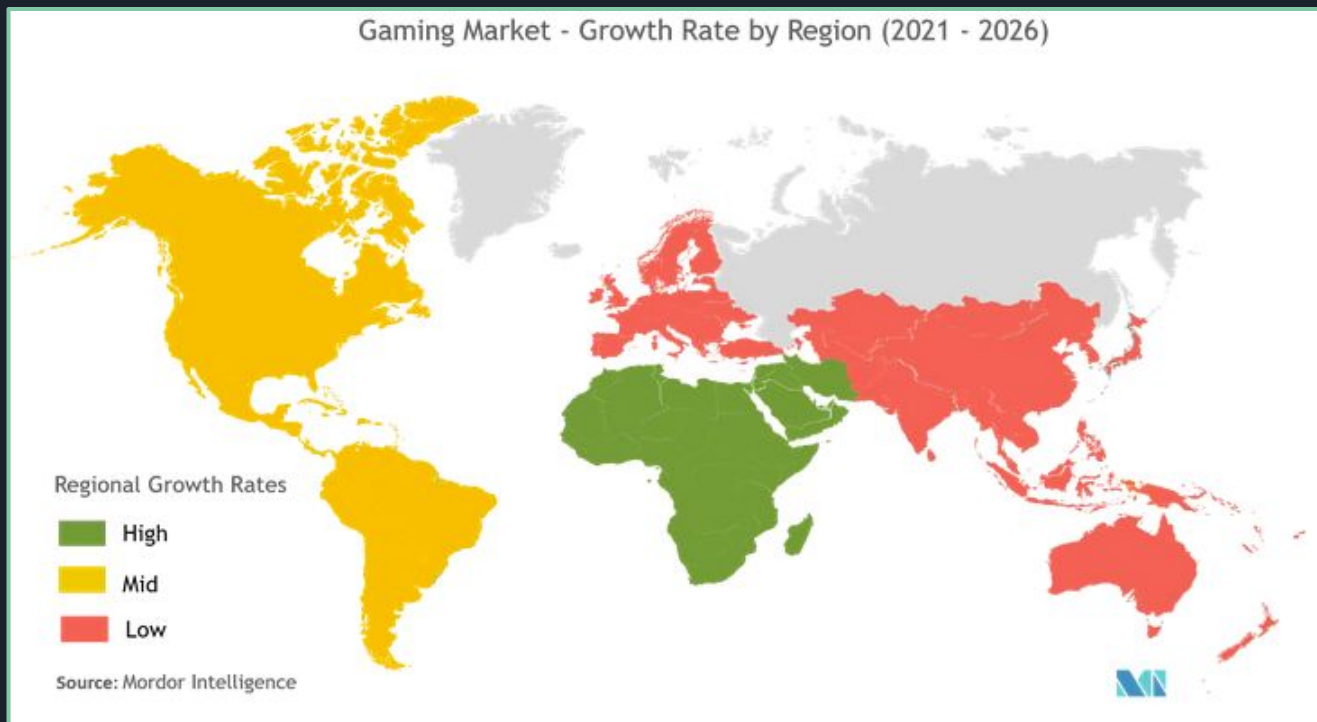 Gaming Market - Growth Rate by Region (2021 - 2026)
Regional Growth Rates
High
Mid
Low
Source: Mordor Intelligence